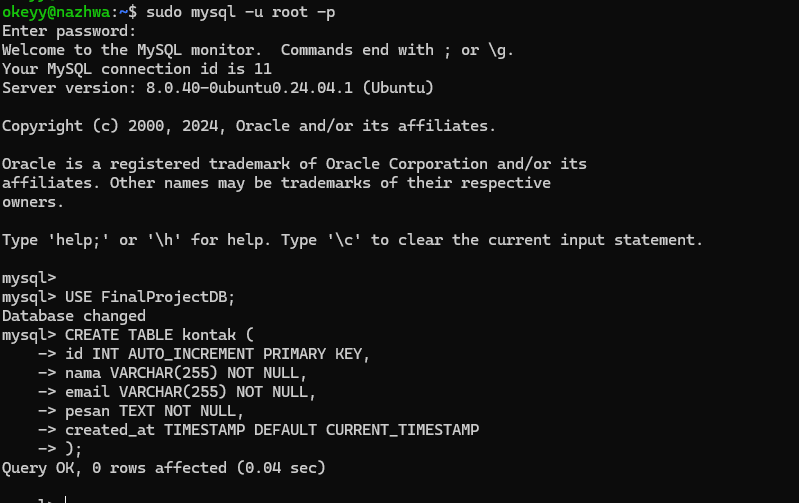 okeyy@nazhwa:~$ sudo mysql -u root -p
Enter password:
Welcome to the MySQL monitor.  Commands end with ; or \g.
Your MySQL connection id is 11
Server version: 8.0.40-0ubuntu0.24.04.1 (Ubuntu)

Copyright (c) 2000, 2024, Oracle and/or its affiliates.

Oracle is a registered trademark of Oracle Corporation and/or its
affiliates. Other names may be trademarks of their respective
owners.

Type 'help;' or '\h' for help. Type '\c' to clear the current input statement.

mysql>
mysql> USE FinalProjectDB;
Database changed
mysql> CREATE TABLE kontak (
    -> id INT AUTO_INCREMENT PRIMARY KEY,
    -> nama VARCHAR(255) NOT NULL,
    -> email VARCHAR(255) NOT NULL,
    -> pesan TEXT NOT NULL,
    -> created_at TIMESTAMP DEFAULT CURRENT_TIMESTAMP
    -> );
Query OK, 0 rows affected (0.04 sec)